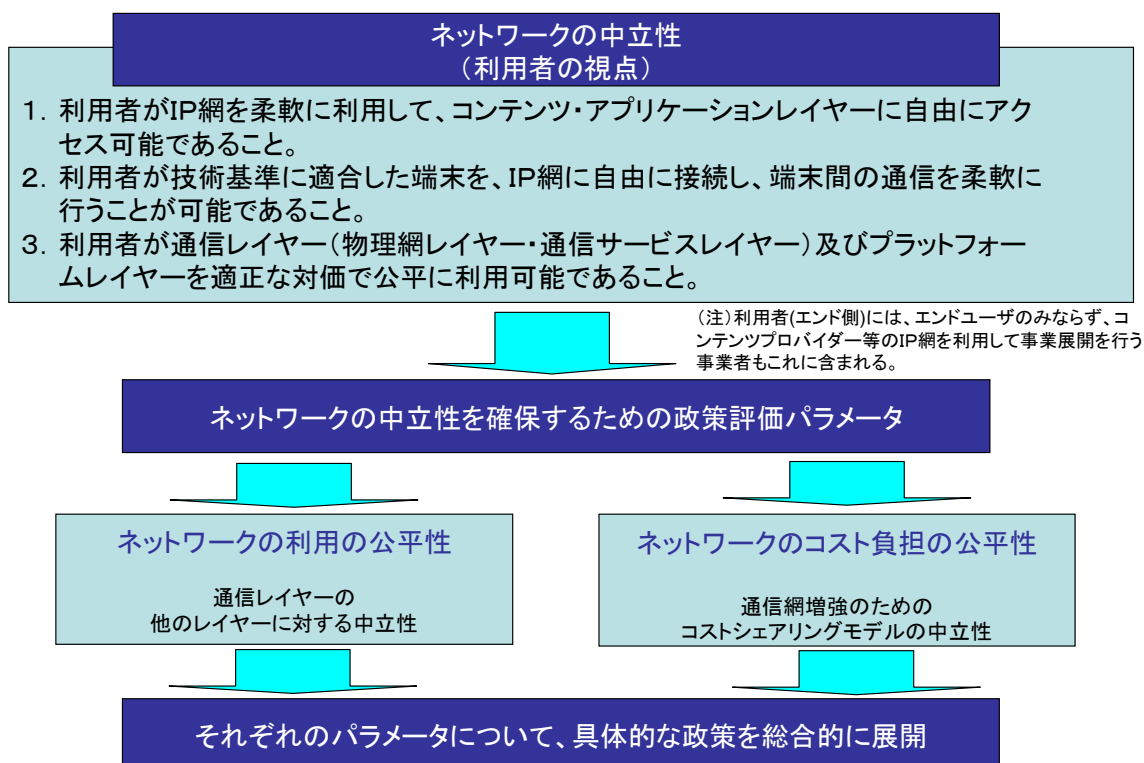 ネットワークの中立性
（利用者の視点）
１．利用者がIP網を柔軟に利用して、コンテンツ・アプリケーションレイヤーに自由にアク
セス可能であること。
２．利用者が技術基準に適合した端末を、IP網に自由に接続し、端末間の通信を柔軟に
行うことが可能であること。
３．利用者が通信レイヤー（物理網レイヤー・通信サービスレイヤー）及びプラットフォー
ムレイヤーを適正な対価で公平に利用可能であること。
（注）利用者(エンド側)には、エンドユーザのみならず、コ
ンテンツプロバイダー等のIP網を利用して事業展開を行う
事業者もこれに含まれる。
ネットワークの中立性を確保するための政策評価パラメータ
ネットワークの利用の公平性
通信レイヤーの
他のレイヤーに対する中立性
ネットワークのコスト負担の公平性
通信網増強のための
コストシェアリングモデルの中立性
それぞれのパラメータについて、具体的な政策を総合的に展開